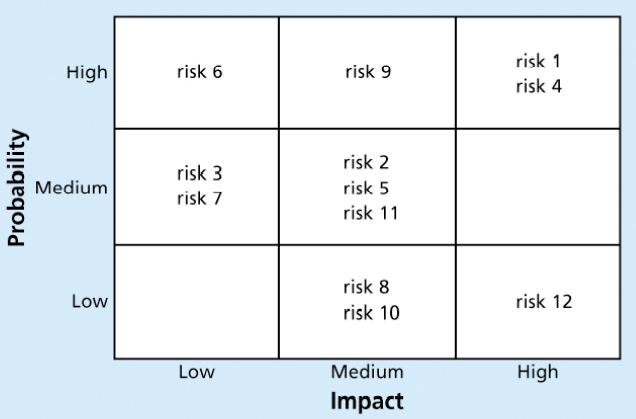 Probability
High
risk 6
risk 9
risk 1
risk 4
Medium
risk 3
risk 7
risk 2
risk 5
risk 11
Low
risk 8
risk 10
risk 12
Low
Medium
High
Impact